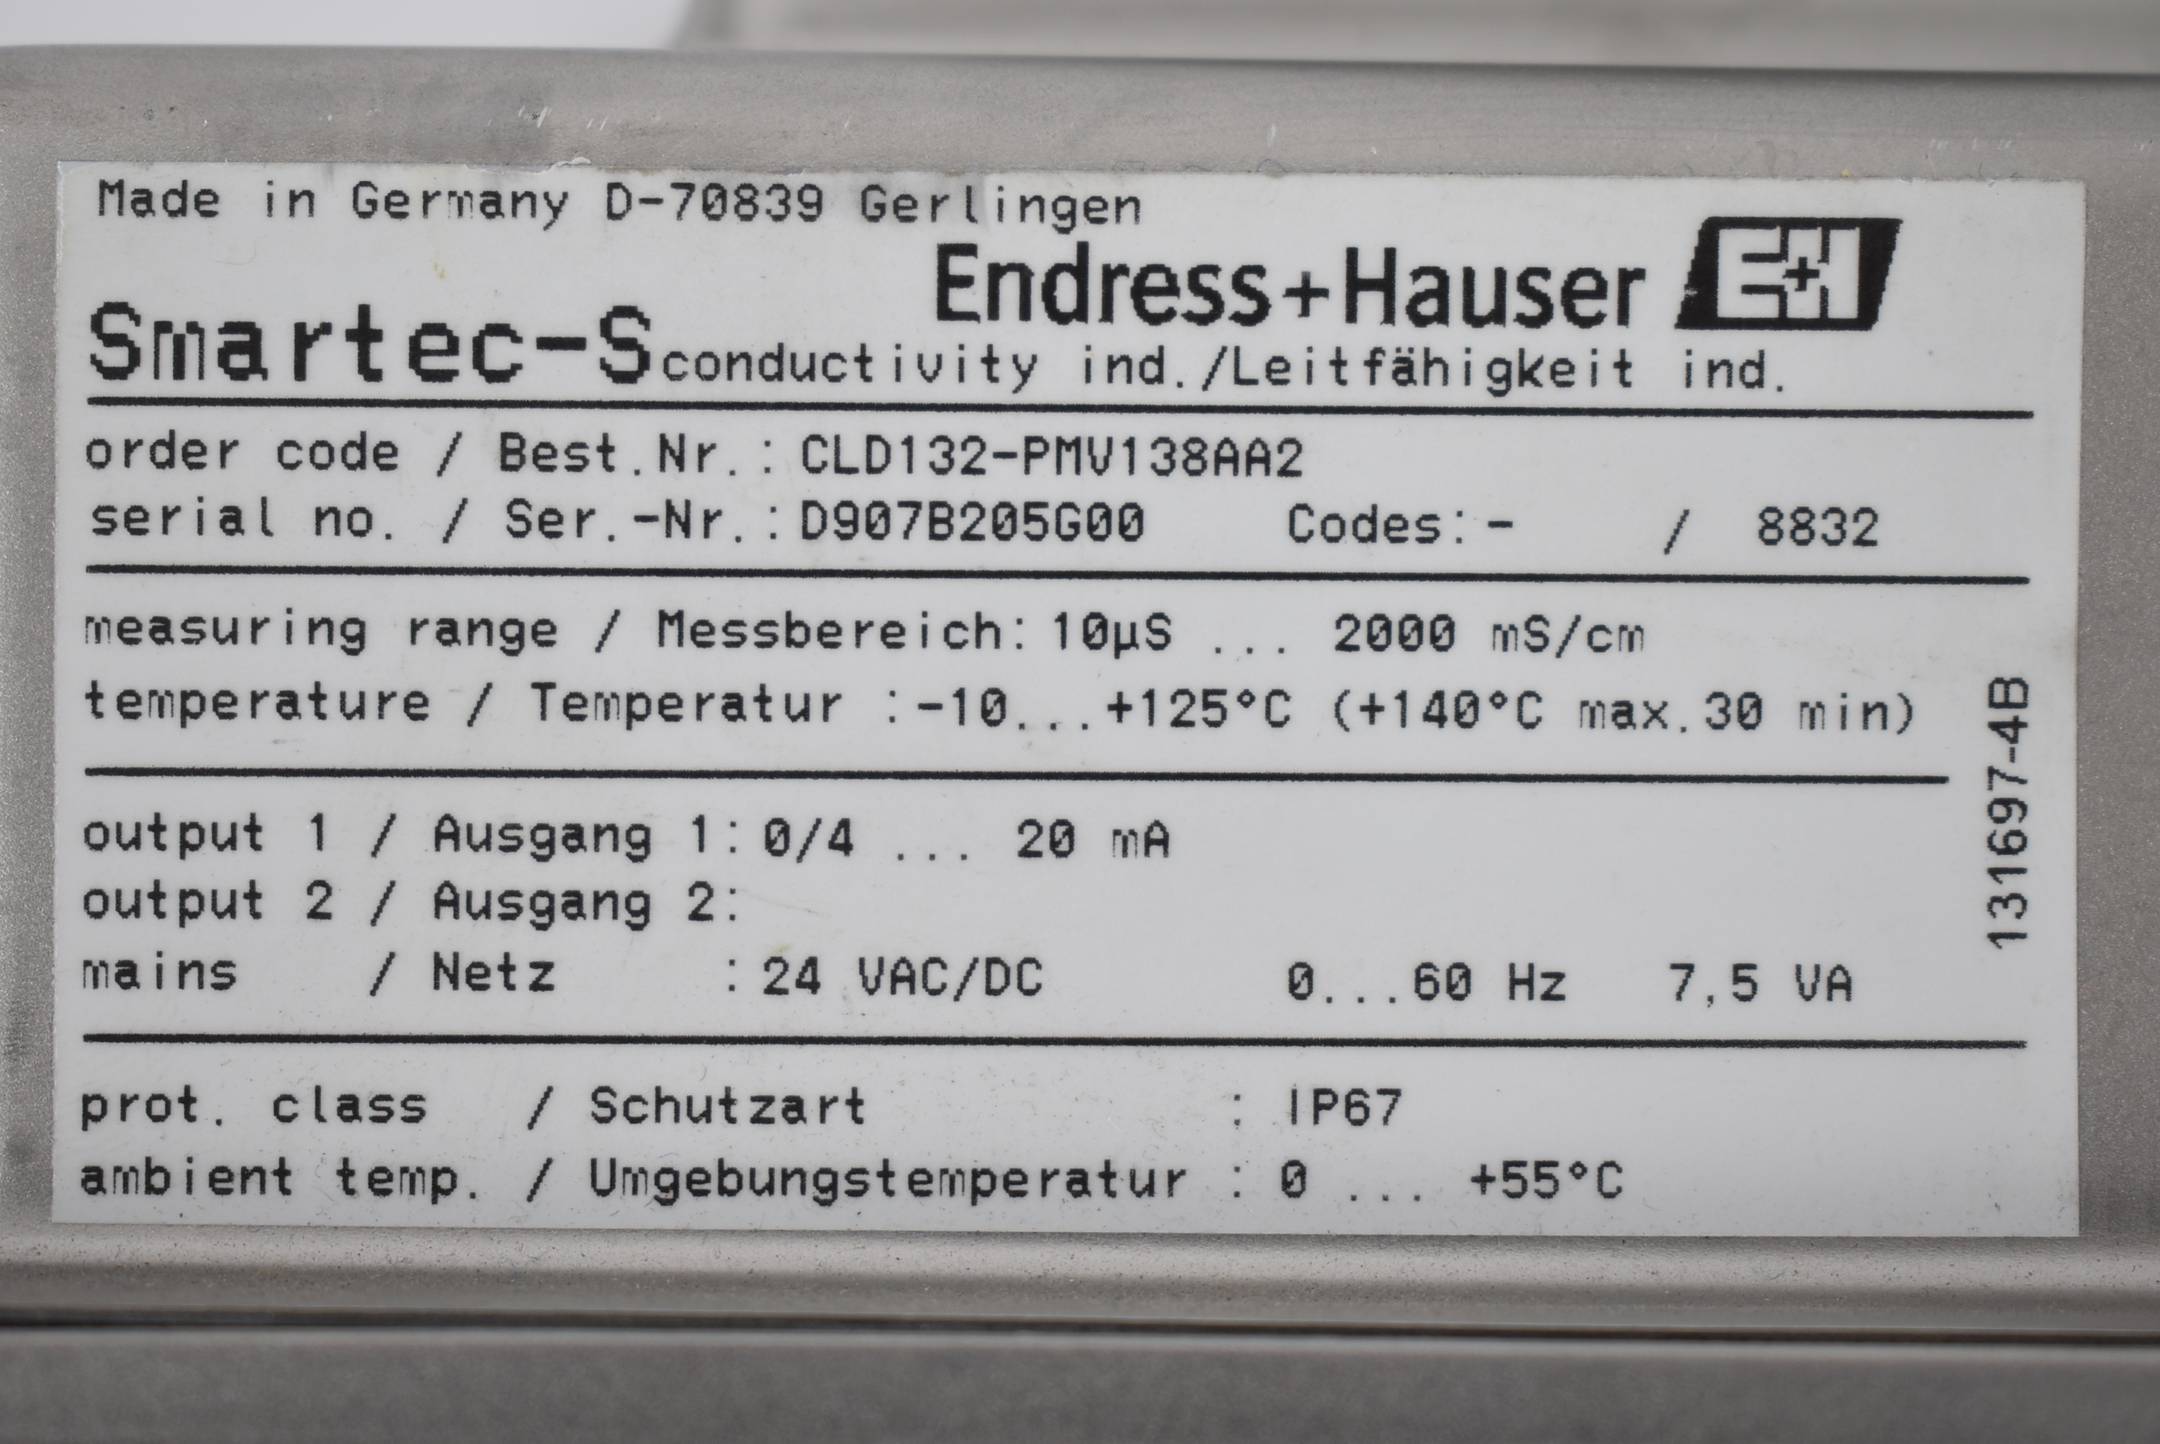 Made in Germany D-70839 Gerlingen
Endress+Hauser E+H
Smartec-S conductivity ind./Leitfähigkeit ind.
order code / Best.Nr.: CLD132-PMV138AA2
serial no. / Ser.-Nr.: D907B205G00 Codes: - / 8832
measuring range / Messbereich: 10µS ... 2000 mS/cm
temperature / Temperatur : -10...+125°C (+140°C max.30 min)
output 1 / Ausgang 1: 0/4 ... 20 mA
output 2 / Ausgang 2:
mains / Netz : 24 VAC/DC 0...60 Hz 7,5 VA
prot. class / Schutzart : IP67
ambient temp. / Umgebungstemperatur : 0 ... +55°C
131697-4B